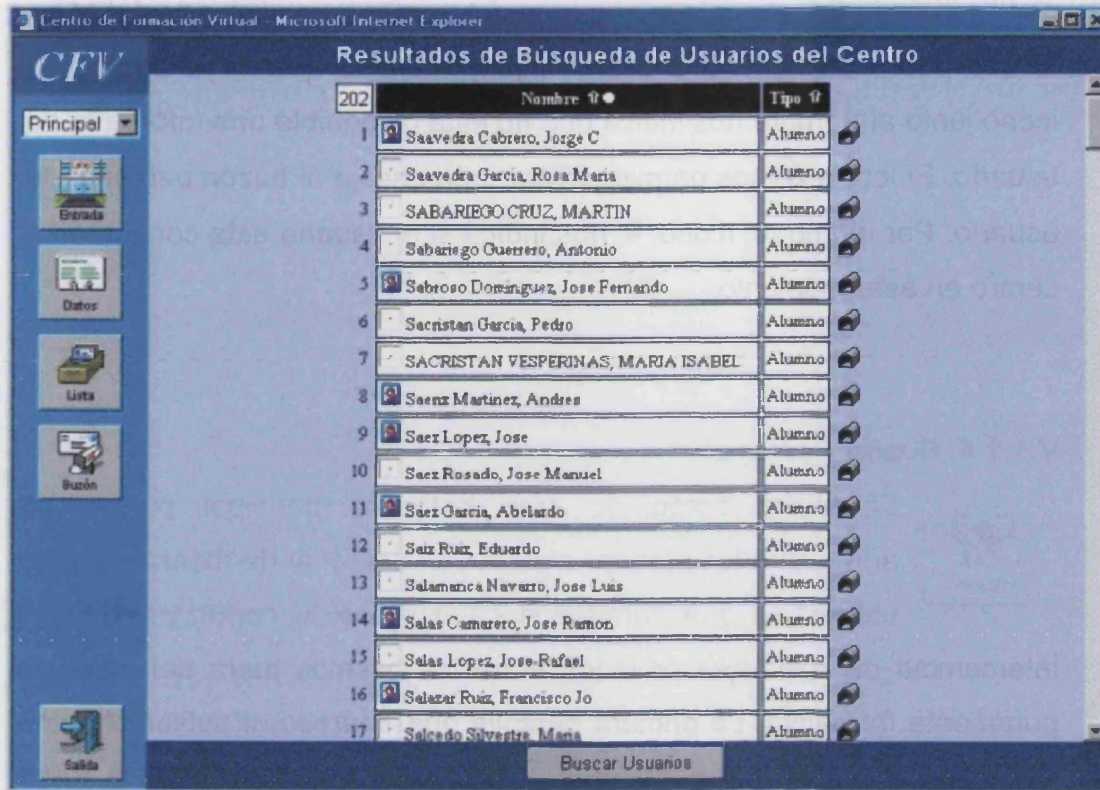 Centro de Formación Virtual - Microsoft Internet Explorer
CFV
Resultados de Búsqueda de Usuarios del Centro
Principal
Entrada
Datos
Lista
Buzón
Salida
202 Nombre Tipo
1 Saavedra Cabrero, Jorge C Alumno
2 Saavedra Garcia, Rosa Maria Alumno
3 SABARIEGO CRUZ, MARTIN Alumno
4 Sabariego Guerrero, Antonio Alumno
5 Sabroso Dominguez, Jose Fernando Alumno
6 Sacristan Garcia, Pedro Alumno
7 SACRISTAN VESPERINAS, MARIA ISABEL Alumno
8 Saenz Martinez, Andres Alumno
9 Saez Lopez, Jose Alumno
10 Saez Rosado, Jose Manuel Alumno
11 Saez Garcia, Abelardo Alumno
12 Saiz Ruiz, Eduardo Alumno
13 Salamanca Navarro, Jose Luis Alumno
14 Salas Camarero, Jose Ramon Alumno
15 Salas Lopez, Jose-Rafael Alumno
16 Salazar Ruiz, Francisco Jo Alumno
17 Salcedo Silvestre, Maria Alumno
Buscar Usuarios